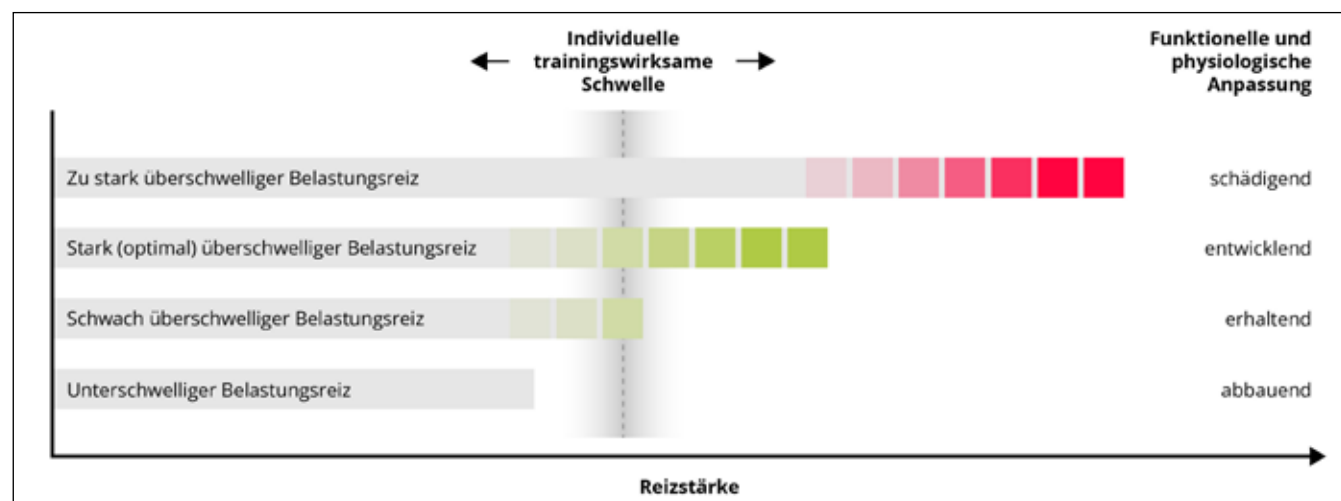 Individuelle
trainingswirksame
Schwelle
Funktionelle und
physiologische
Anpassung
Zu stark überschwelliger Belastungsreiz
schädigend
Stark (optimal) überschwelliger Belastungsreiz
entwicklend
Schwach überschwelliger Belastungsreiz
erhaltend
Unterschwelliger Belastungsreiz
abbauend
Reizstärke